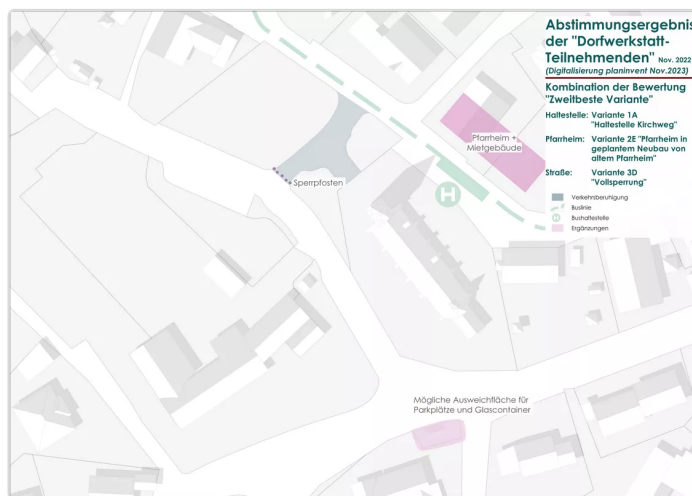 Abstimmungsergebnis
der "Dorfwerkstatt-
Teilnehmenden" Nov. 2022
(Digitalisierung planinvent Nov.2023)
Kombination der Bewertung
"Zweitbeste Variante"
Haltestelle: Variante 1A
"Haltestelle Kirchweg"
Pfarrheim: Variante 2E "Pfarrheim in
geplantem Neubau von
altem Pfarrheim"
Straße: Variante 3D
"Vollsperrung"
Verkehrsberuhigung
Buslinie
H Bushaltestelle
Ergänzungen
Pfarrheim +
Mietgebäude
Sperrpfosten
H
Mögliche Ausweichfläche für
Parkplätze und Glascontainer